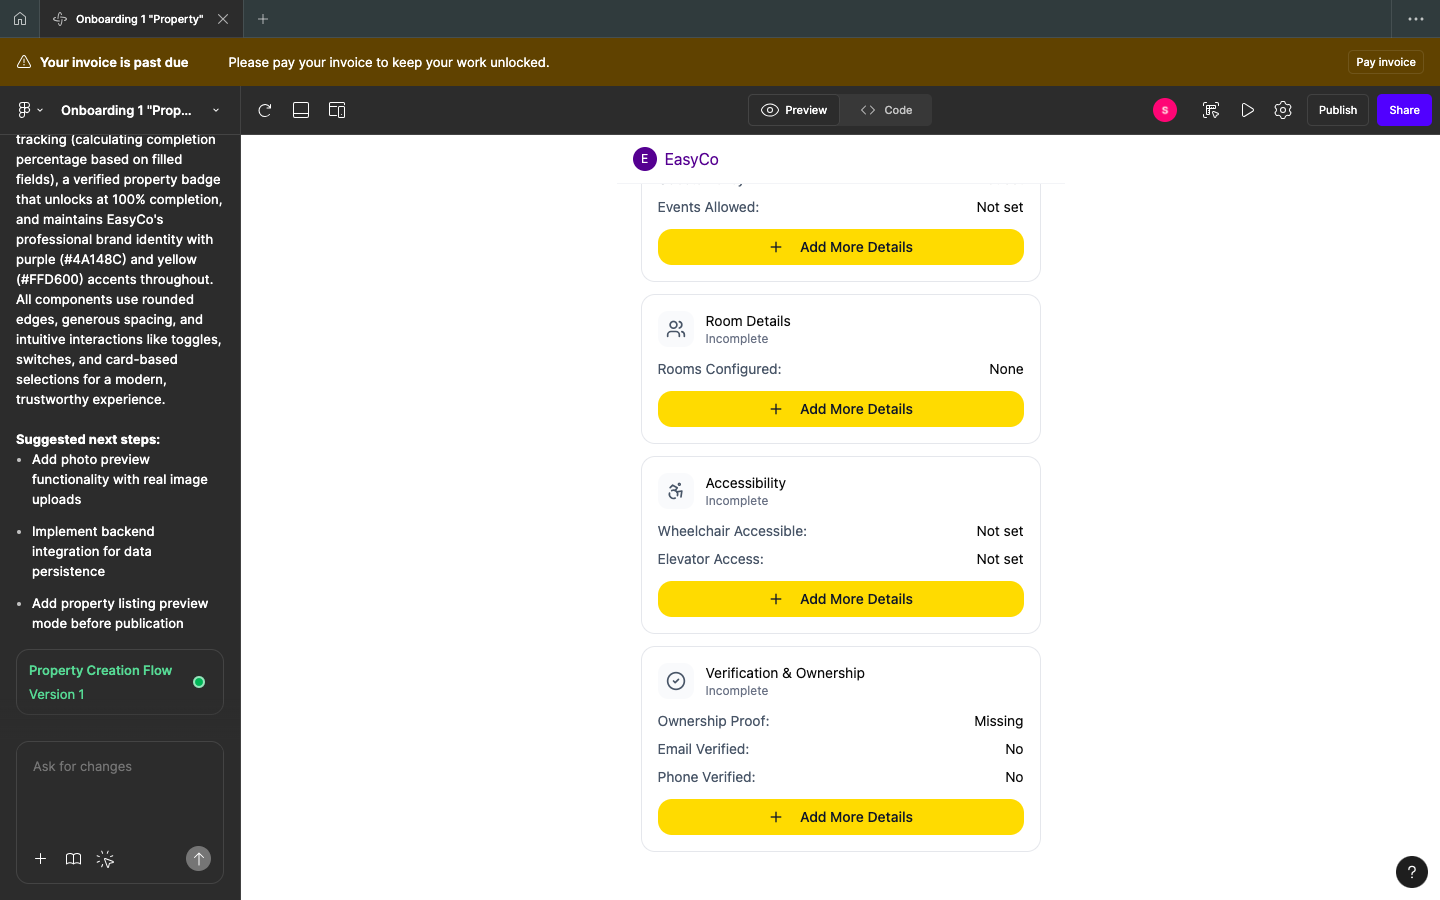 Onboarding 1 "Property"
Your invoice is past due
Please pay your invoice to keep your work unlocked.
Pay invoice
Onboarding 1 "Prop...
Preview
Code
S
Publish
Share
tracking (calculating completion
percentage based on filled
fields), a verified property badge
that unlocks at 100% completion,
and maintains EasyCo's
professional brand identity with
purple (#4A148C) and yellow
(#FFD600) accents throughout.
All components use rounded
edges, generous spacing, and
intuitive interactions like toggles,
switches, and card-based
selections for a modern,
trustworthy experience.
Suggested next steps:
• Add photo preview
functionality with real image
uploads
• Implement backend
integration for data
persistence
• Add property listing preview
mode before publication
Property Creation Flow
Version 1
Ask for changes
E EasyCo
Events Allowed: Not set
+ Add More Details
Room Details
Incomplete
Rooms Configured: None
+ Add More Details
Accessibility
Incomplete
Wheelchair Accessible: Not set
Elevator Access: Not set
+ Add More Details
Verification & Ownership
Incomplete
Ownership Proof: Missing
Email Verified: No
Phone Verified: No
+ Add More Details
?